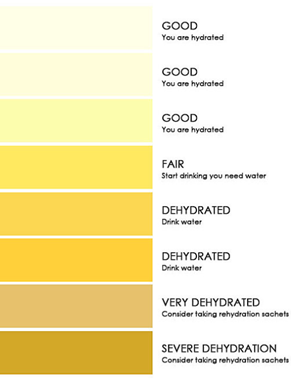 GOOD
You are hydrated
GOOD
You are hydrated
GOOD
You are hydrated
FAIR
Start drinking you need water
DEHYDRATED
Drink water
DEHYDRATED
Drink water
VERY DEHYDRATED
Consider taking rehydration sachets
SEVERE DEHYDRATION
Consider taking rehydration sachets